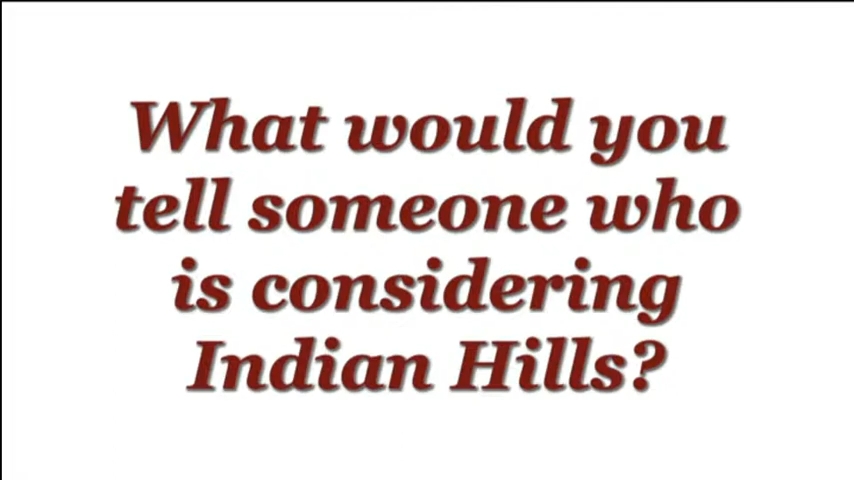 What would you
tell someone who
is considering
Indian Hills?